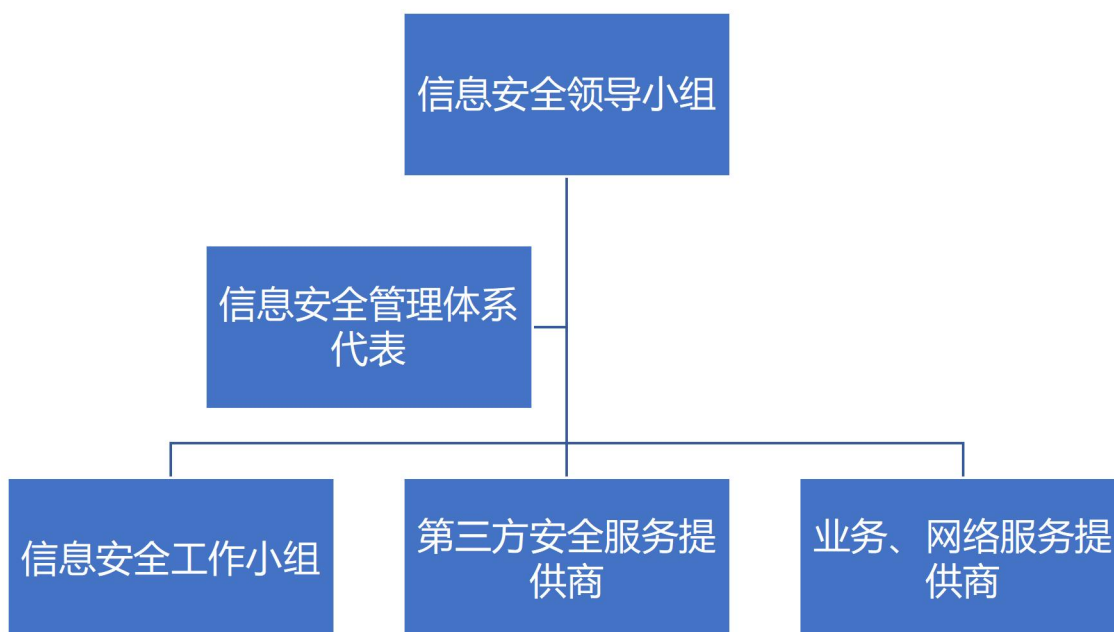 信息安全领导小组
信息安全管理体系
代表
信息安全工作小组
第三方安全服务提
供商
业务、网络服务提
供商